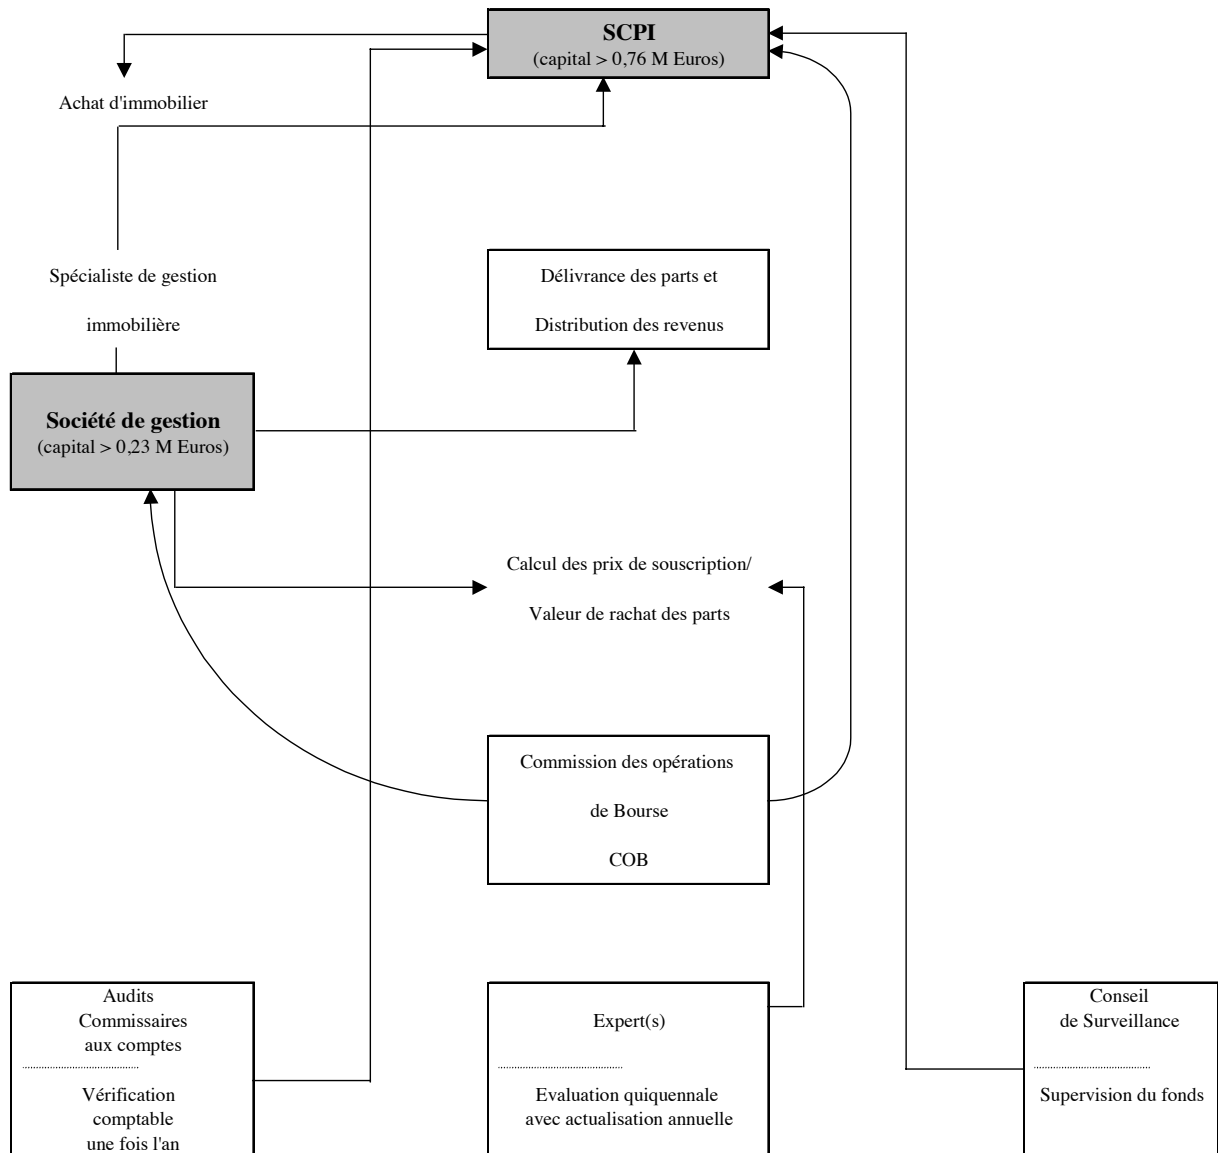 SCPI
(capital > 0,76 M Euros)
Achat d'immobilier
Spécialiste de gestion
immobilière
Délivrance des parts et
Distribution des revenus
Société de gestion
(capital > 0,23 M Euros)
Calcul des prix de souscription/
Valeur de rachat des parts
Commission des opérations
de Bourse
COB
Audits
Commissaires
aux comptes
Vérification
comptable
une fois l'an
Expert(s)
Evaluation quiquennale
avec actualisation annuelle
Conseil
de Surveillance
Supervision du fonds